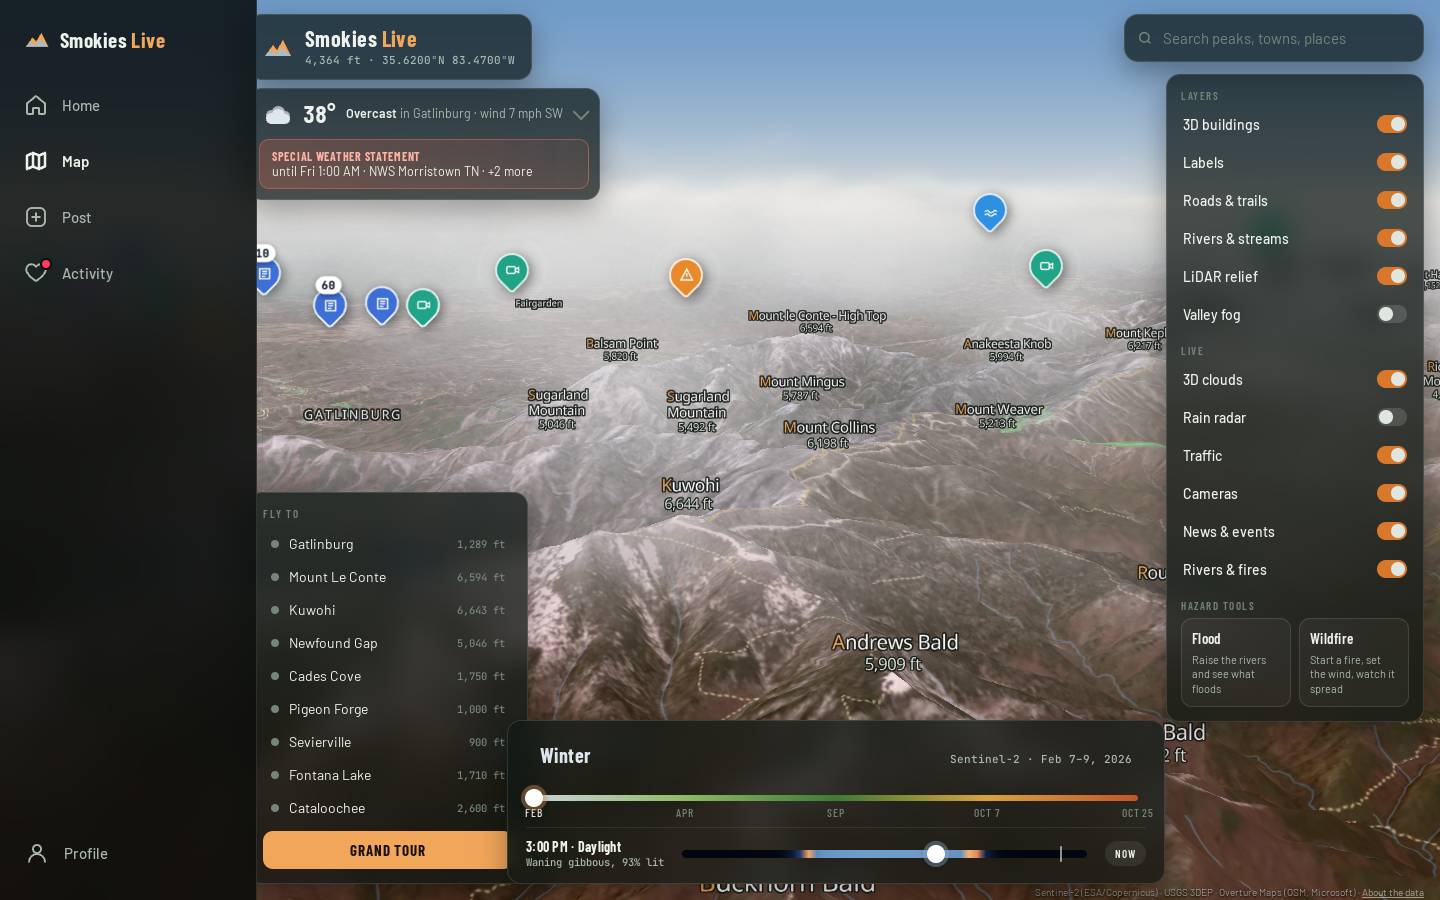 Smokies Live
Home
Map
Post
Activity
Profile
Smokies Live
4,364 ft · 35.6200°N 83.4700°W
38° Overcast in Gatlinburg · wind 7 mph SW
SPECIAL WEATHER STATEMENT
until Fri 1:00 AM · NWS Morristown TN · +2 more
Search peaks, towns, places
LAYERS
3D buildings
Labels
Roads & trails
Rivers & streams
LiDAR relief
Valley fog
LIVE
3D clouds
Rain radar
Traffic
Cameras
News & events
Rivers & fires
HAZARD TOOLS
Flood
Raise the rivers
and see what
floods
Wildfire
Start a fire, set
the wind, watch it
spread
10
60
Fairgarden
Mount le Conte - High Top
6,594 ft
Balsam Point
5,820 ft
Anakeesta Knob
5,994 ft
Mount Kep
6,217 ft
Mount Mingus
5,787 ft
Sugarland
Mountain
5,046 ft
Sugarland
Mountain
5,492 ft
GATLINBURG
Mount Weaver
5,213 ft
Mount Collins
6,198 ft
Kuwohi
6,644 ft
Rou
Andrews Bald
5,909 ft
Bald
2 ft
Buckhorn Bald
FLY TO
Gatlinburg 1,289 ft
Mount Le Conte 6,594 ft
Kuwohi 6,643 ft
Newfound Gap 5,046 ft
Cades Cove 1,750 ft
Pigeon Forge 1,000 ft
Sevierville 900 ft
Fontana Lake 1,710 ft
Cataloochee 2,600 ft
GRAND TOUR
Winter
Sentinel-2 · Feb 7–9, 2026
FEB APR SEP OCT 7 OCT 25
3:00 PM · Daylight
Waning gibbous, 93% lit
NOW
Sentinel-2 (ESA/Copernicus) · USGS 3DEP · Overture Maps (OSM, Microsoft) · About the data